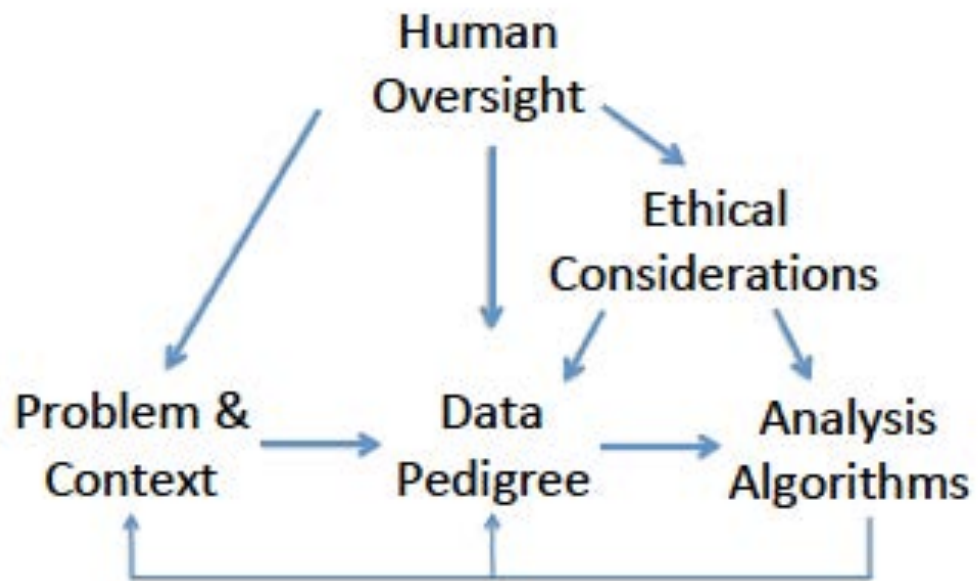 Human
Oversight
Ethical
Considerations
Problem &
Context
Data
Pedigree
Analysis
Algorithms